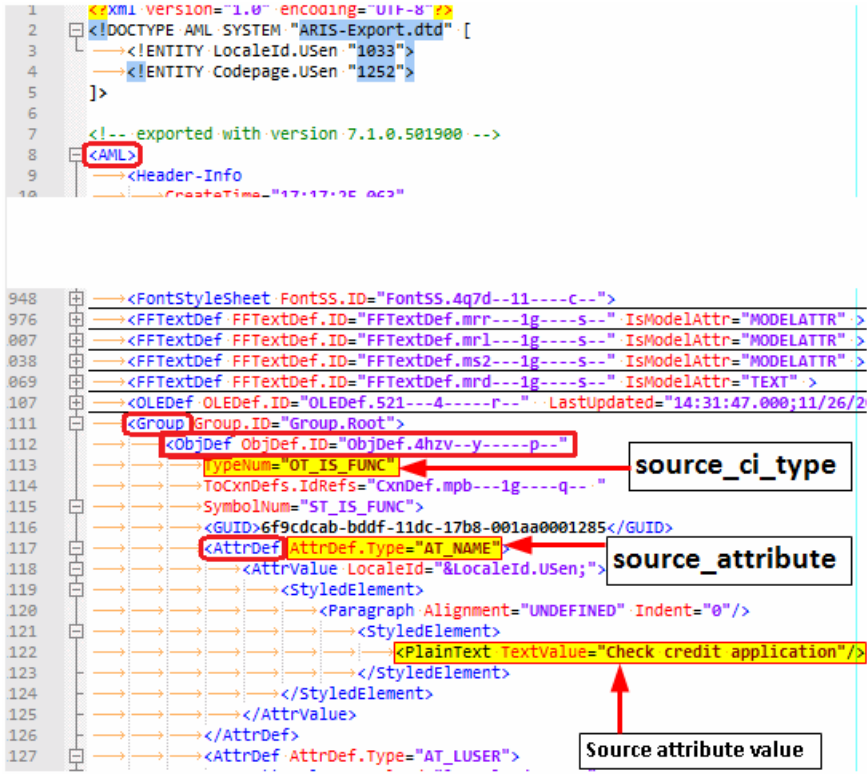 1 <?xml version="1.0" encoding="UTF-8"?>
2 <!DOCTYPE AML SYSTEM "ARIS-Export.dtd" [
3 <!ENTITY LocaleId.USen "1033">
4 <!ENTITY Codepage.USen "1252">
5 ]>
6
7 <!-- exported with version 7.1.0.501900 -->
8 <AML>
9 <Header-Info
10 CreateTime="17:17:25.063"
948 <FontStyleSheet FontSS.ID="FontSS.4q7d--11----c--">
976 <FFTextDef FFTextDef.ID="FFTextDef.mrr---1g----s--" IsModelAttr="MODELATTR" >
007 <FFTextDef FFTextDef.ID="FFTextDef.mrl---1g----s--" IsModelAttr="MODELATTR" >
038 <FFTextDef FFTextDef.ID="FFTextDef.ms2---1g----s--" IsModelAttr="MODELATTR" >
069 <FFTextDef FFTextDef.ID="FFTextDef.mrd---1g----s--" IsModelAttr="TEXT" >
107 <OLEDef OLEDef.ID="OLEDef.521---4-----r--" LastUpdated="14:31:47.000;11/26/2
111 <Group Group.ID="Group.Root">
112 <ObjDef ObjDef.ID="ObjDef.4hzv--y-----p--"
113 TypeNum="OT_IS_FUNC"
source_ci_type
114 ToCxnDefs.IdRefs="CxnDef.mpb---1g----q-- "
115 SymbolNum="ST_IS_FUNC">
116 <GUID>6f9cdcab-bddf-11dc-17b8-001aa0001285</GUID>
117 <AttrDef AttrDef.Type="AT_NAME">
source_attribute
118 <AttrValue LocaleId="&LocaleId.USen;">
119 <StyledElement>
120 <Paragraph Alignment="UNDEFINED" Indent="0"/>
121 <StyledElement>
122 <PlainText TextValue="Check credit application"/>
123 </StyledElement>
124 </StyledElement>
125 </AttrValue>
126 </AttrDef>
Source attribute value
127 <AttrDef AttrDef.Type="AT_LUSER">